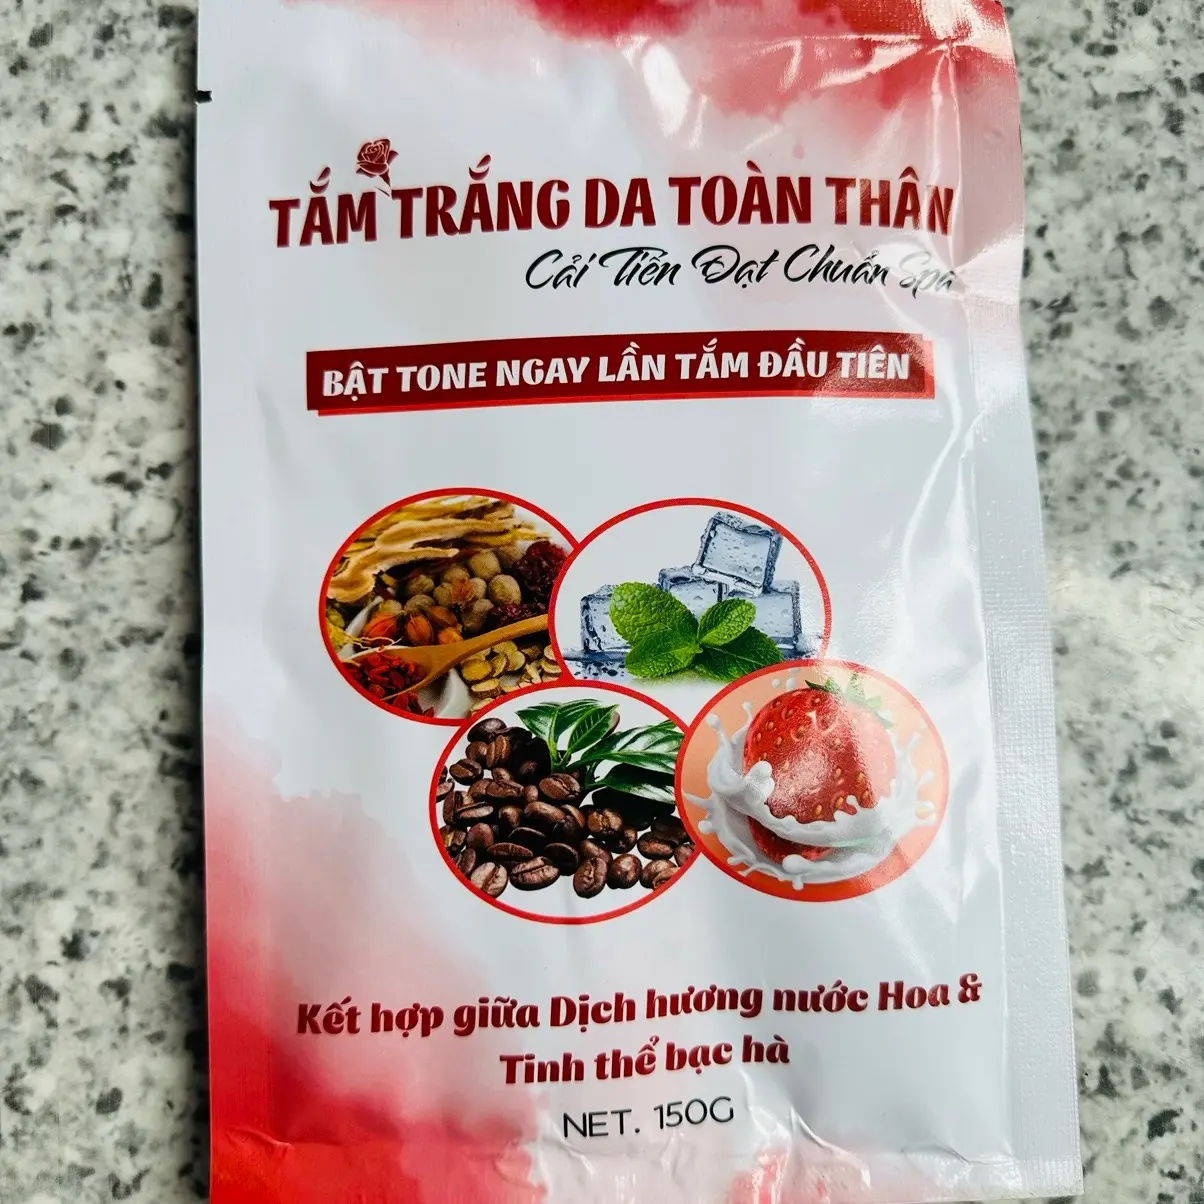 TẮM TRẮNG DA TOÀN THÂN
Cải Tiến Đạt Chuẩn Spa
BẬT TONE NGAY LẦN TẮM ĐẦU TIÊN
Kết hợp giữa Dịch hương nước Hoa &
Tinh thể bạc hà
NET. 150G